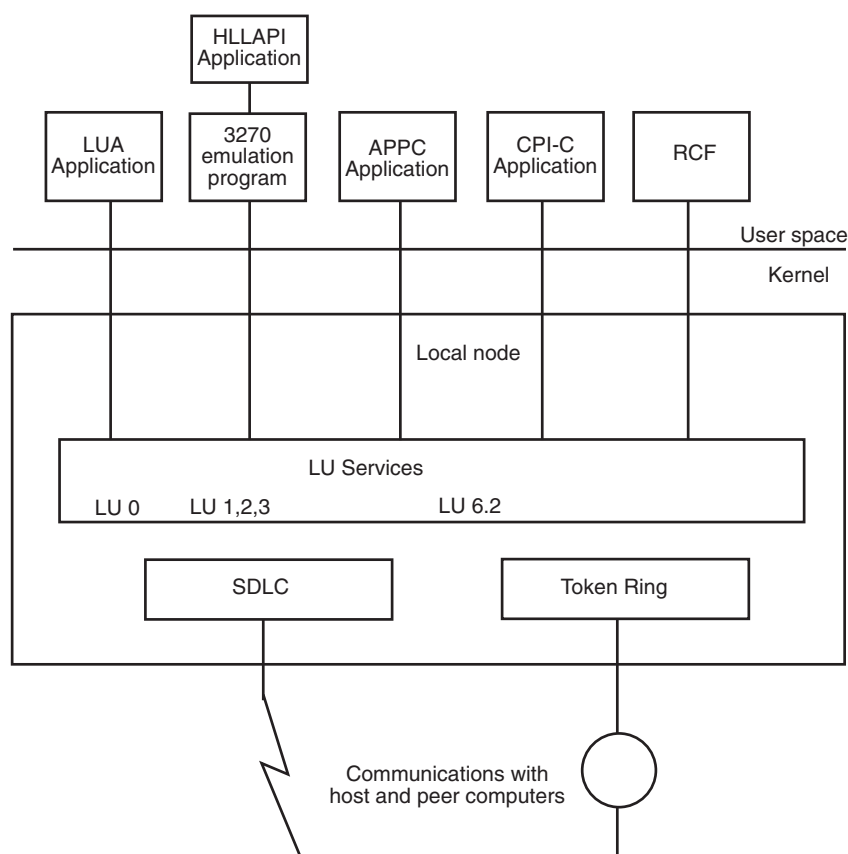 HLLAPI
Application
LUA
Application
3270
emulation
program
APPC
Application
CPI-C
Application
RCF
User space
Kernel
Local node
LU Services
LU 0
LU 1,2,3
LU 6.2
SDLC
Token Ring
Communications with
host and peer computers